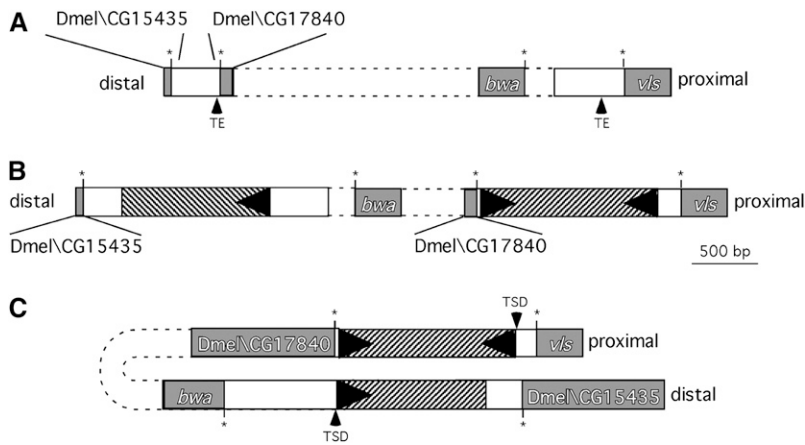 A
Dmel\CG15435 Dmel\CG17840
* * * *
distal bwa vls proximal
TE TE
B
* * * *
distal bwa vls proximal
Dmel\CG15435 Dmel\CG17840
500 bp
C
TSD
* *
Dmel\CG17840 vls proximal
bwa Dmel\CG15435 distal
* *
TSD